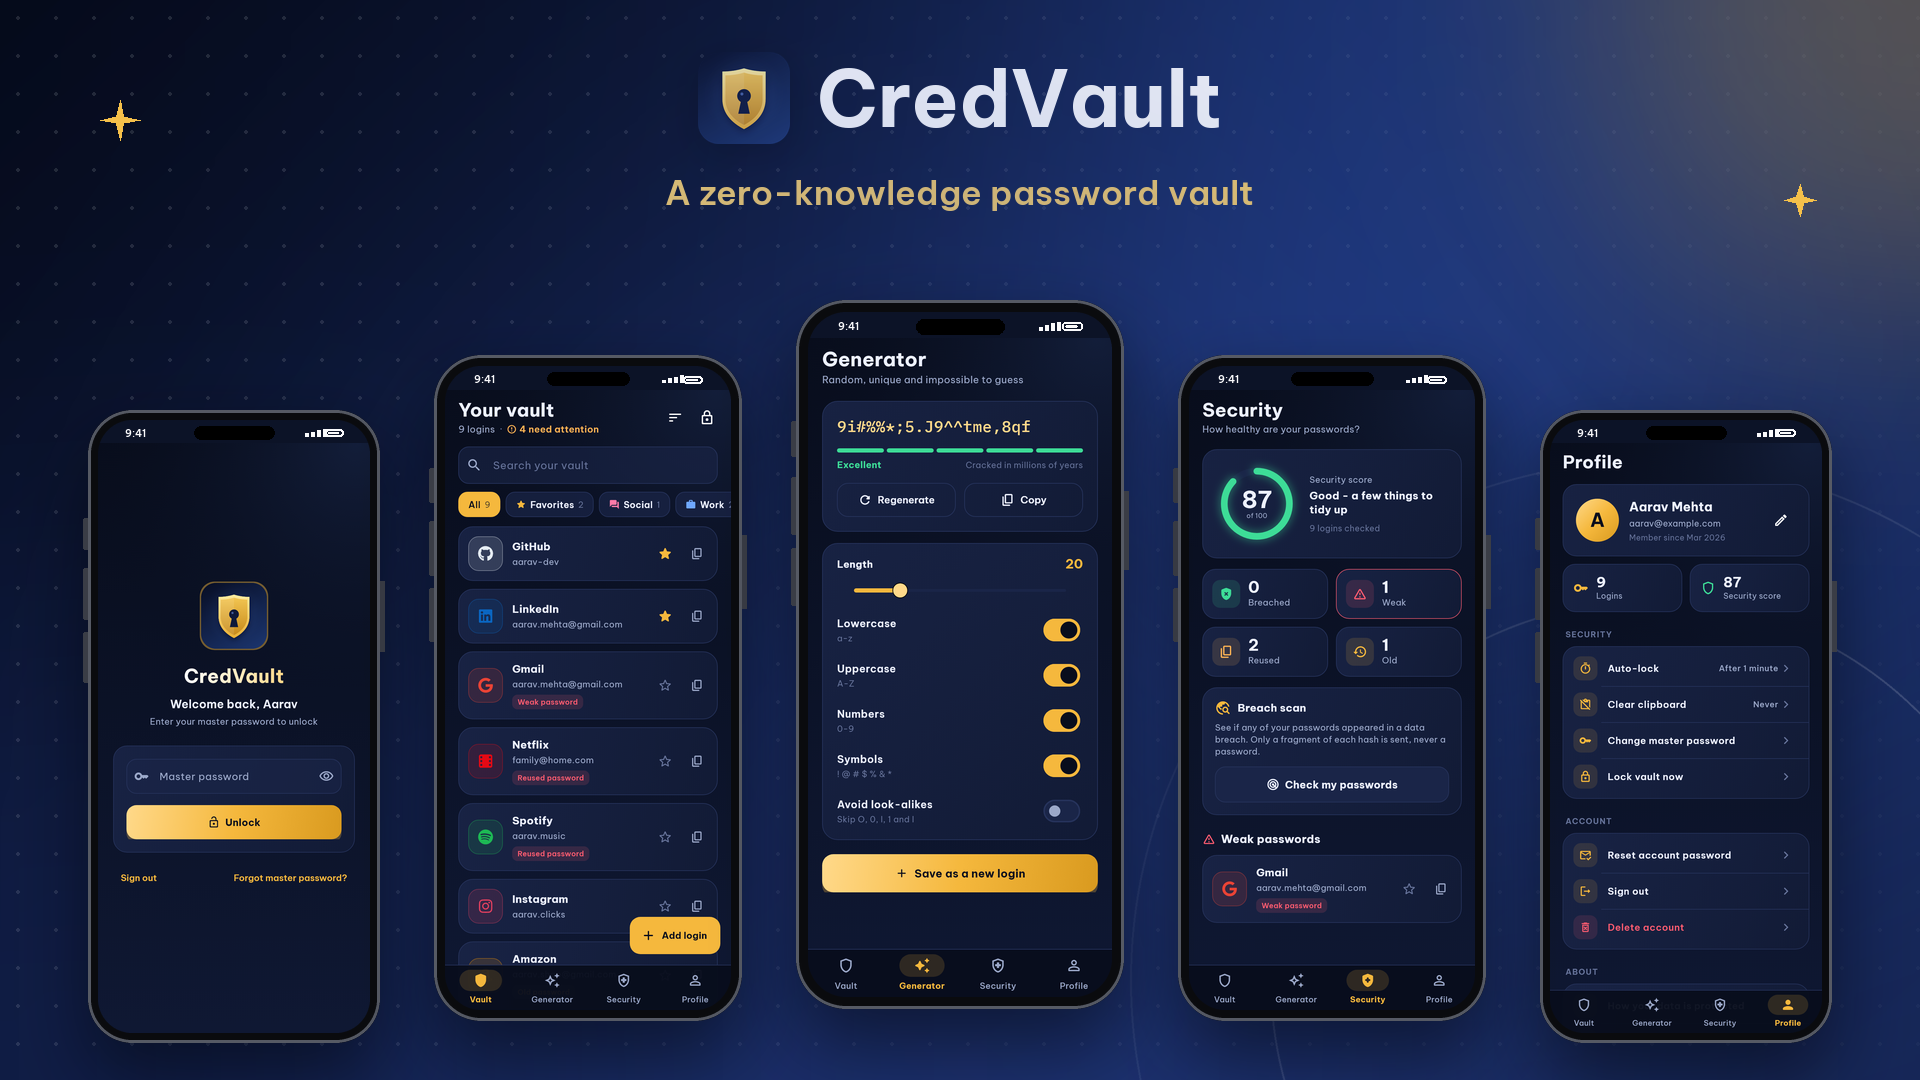 CredVault
A zero-knowledge password vault
9:41
CredVault
Welcome back, Aarav
Enter your master password to unlock
Master password
Unlock
Sign out
Forgot master password?
9:41
Your vault
9 logins · 4 need attention
Search your vault
All 9
Favorites 2
Social 1
Work
GitHub
aarav-dev
LinkedIn
aarav.mehta@gmail.com
Gmail
aarav.mehta@gmail.com
Weak password
Netflix
family@home.com
Reused password
Spotify
aarav.music
Reused password
Instagram
aarav.clicks
Amazon
Add login
Vault
Generator
Security
Profile
9:41
Generator
Random, unique and impossible to guess
9i#%%*;5.J9^^tme,8qf
Excellent
Cracked in millions of years
Regenerate
Copy
Length
20
Lowercase
a-z
Uppercase
A-Z
Numbers
0-9
Symbols
! @ # $ % & *
Avoid look-alikes
Skip O, 0, l, 1 and I
Save as a new login
Vault
Generator
Security
Profile
9:41
Security
How healthy are your passwords?
87
of 100
Security score
Good - a few things to
tidy up
9 logins checked
0
Breached
1
Weak
2
Reused
1
Old
Breach scan
See if any of your passwords appeared in a data
breach. Only a fragment of each hash is sent, never a
password.
Check my passwords
Weak passwords
Gmail
aarav.mehta@gmail.com
Weak password
Vault
Generator
Security
Profile
9:41
Profile
A
Aarav Mehta
aarav@example.com
Member since Mar 2026
9
Logins
87
Security score
SECURITY
Auto-lock
After 1 minute
Clear clipboard
Never
Change master password
Lock vault now
ACCOUNT
Reset account password
Sign out
Delete account
ABOUT
Vault
Generator
Security
Profile